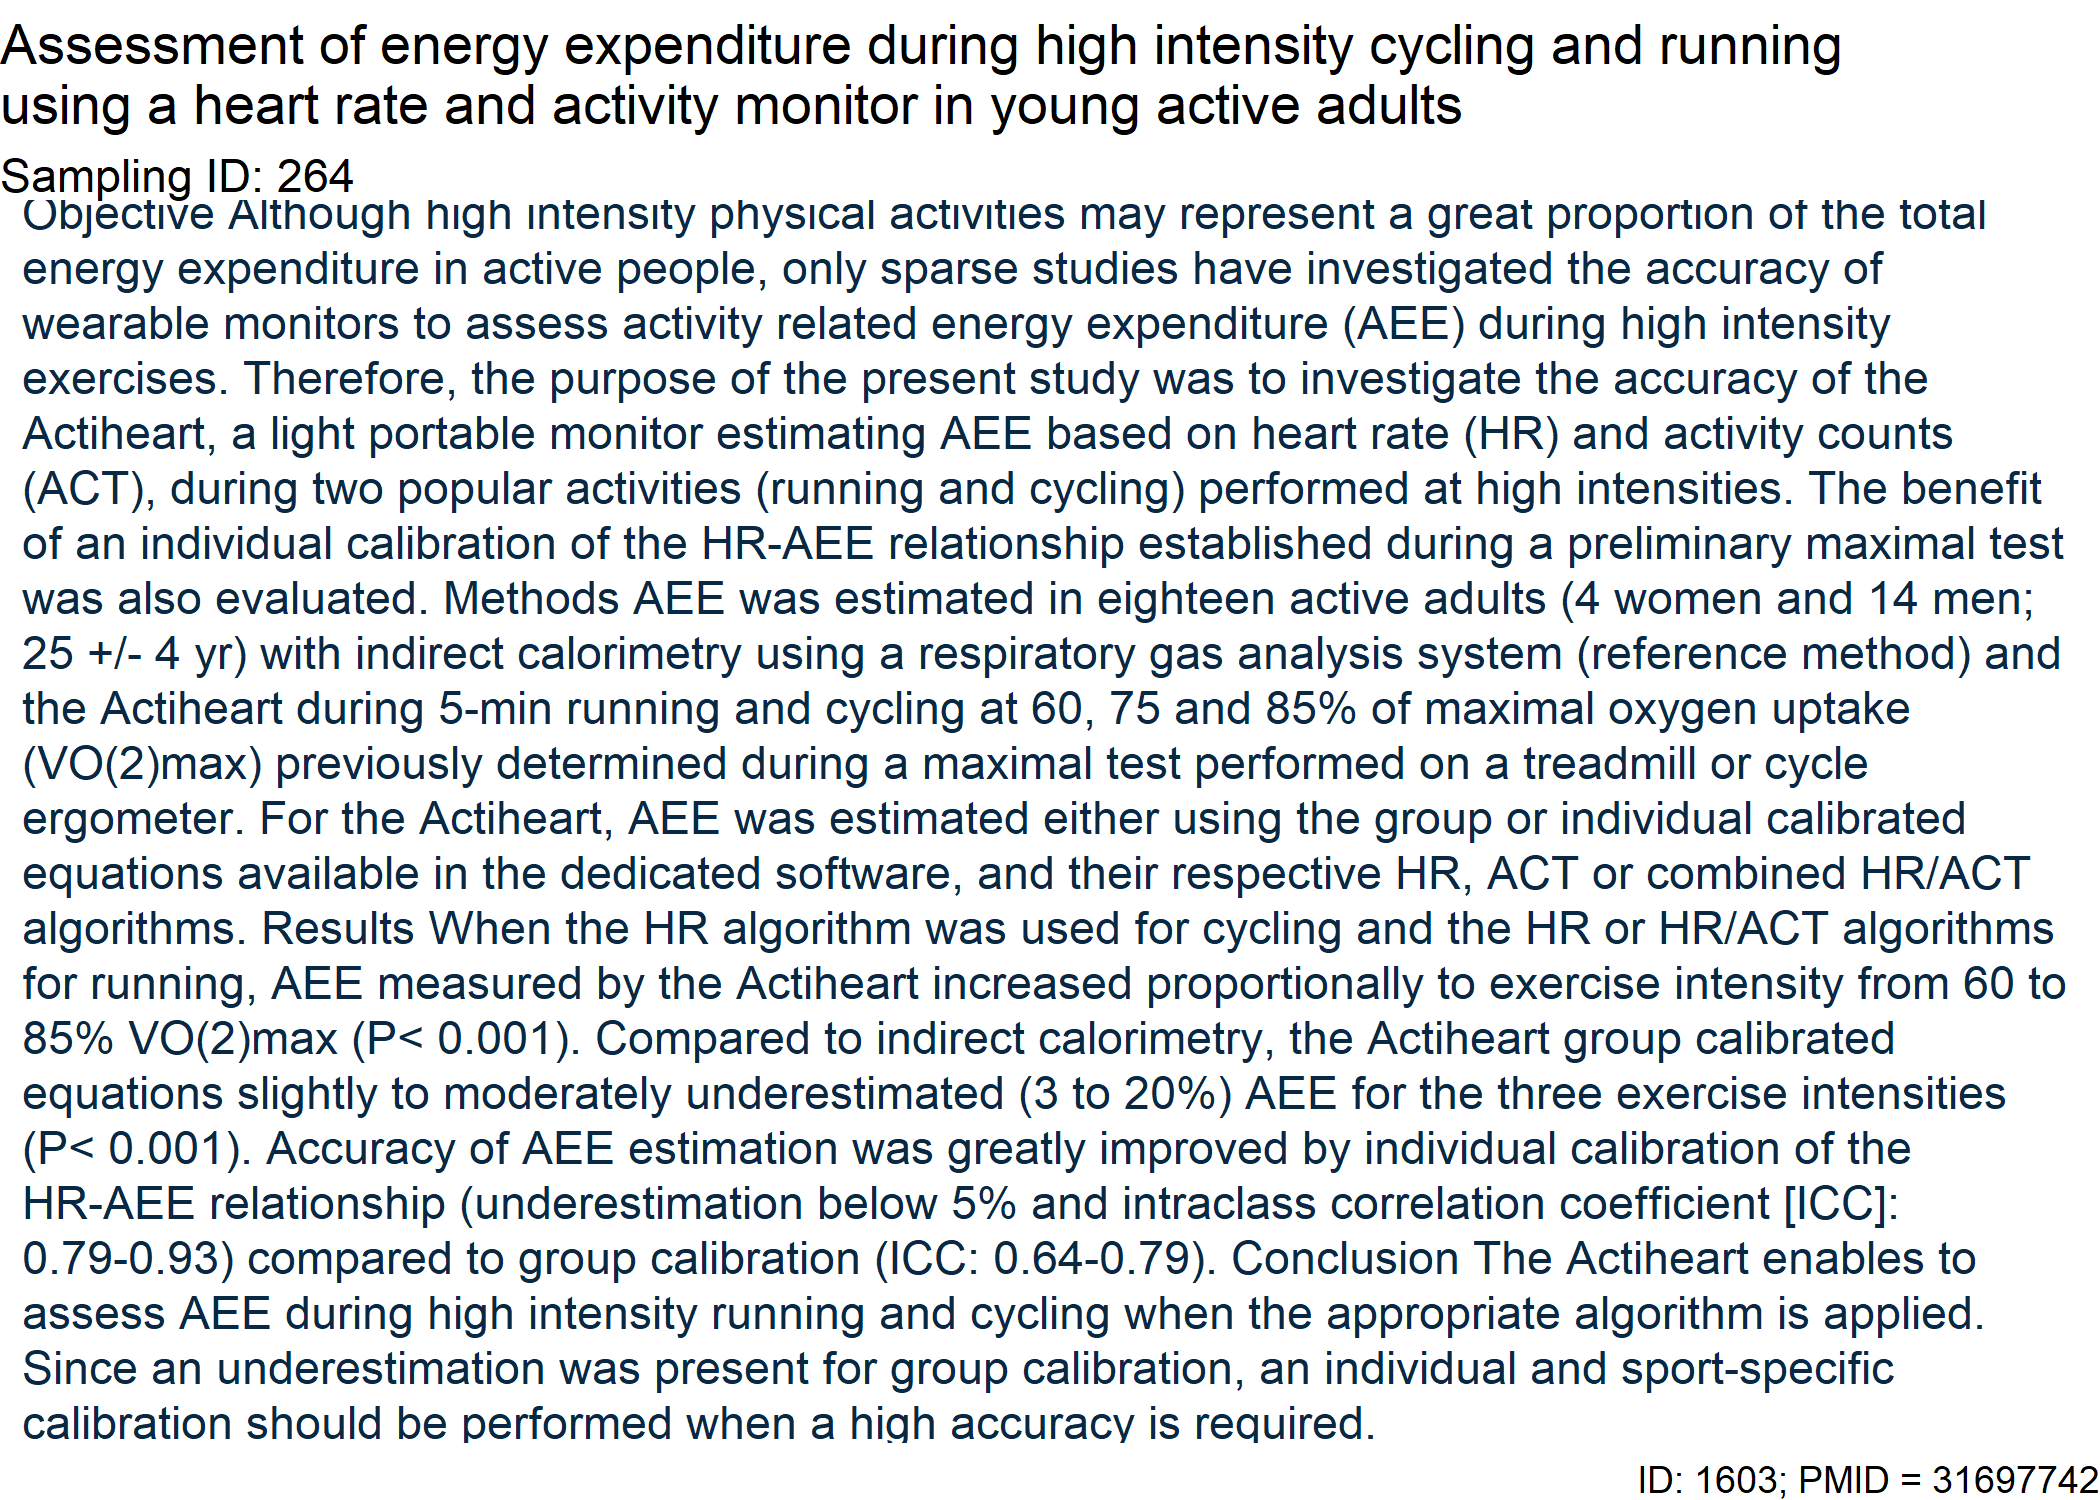 Assessment of energy expenditure during high intensity cycling and running
using a heart rate and activity monitor in young active adults
Sampling ID: 264
Objective Although high intensity physical activities may represent a great proportion of the total
energy expenditure in active people, only sparse studies have investigated the accuracy of
wearable monitors to assess activity related energy expenditure (AEE) during high intensity
exercises. Therefore, the purpose of the present study was to investigate the accuracy of the
Actiheart, a light portable monitor estimating AEE based on heart rate (HR) and activity counts
(ACT), during two popular activities (running and cycling) performed at high intensities. The benefit
of an individual calibration of the HR-AEE relationship established during a preliminary maximal test
was also evaluated. Methods AEE was estimated in eighteen active adults (4 women and 14 men;
25 +/- 4 yr) with indirect calorimetry using a respiratory gas analysis system (reference method) and
the Actiheart during 5-min running and cycling at 60, 75 and 85% of maximal oxygen uptake
(VO(2)max) previously determined during a maximal test performed on a treadmill or cycle
ergometer. For the Actiheart, AEE was estimated either using the group or individual calibrated
equations available in the dedicated software, and their respective HR, ACT or combined HR/ACT
algorithms. Results When the HR algorithm was used for cycling and the HR or HR/ACT algorithms
for running, AEE measured by the Actiheart increased proportionally to exercise intensity from 60 to
85% VO(2)max (P< 0.001). Compared to indirect calorimetry, the Actiheart group calibrated
equations slightly to moderately underestimated (3 to 20%) AEE for the three exercise intensities
(P< 0.001). Accuracy of AEE estimation was greatly improved by individual calibration of the
HR-AEE relationship (underestimation below 5% and intraclass correlation coefficient [ICC]:
0.79-0.93) compared to group calibration (ICC: 0.64-0.79). Conclusion The Actiheart enables to
assess AEE during high intensity running and cycling when the appropriate algorithm is applied.
Since an underestimation was present for group calibration, an individual and sport-specific
calibration should be performed when a high accuracy is required.
ID: 1603; PMID = 31697742